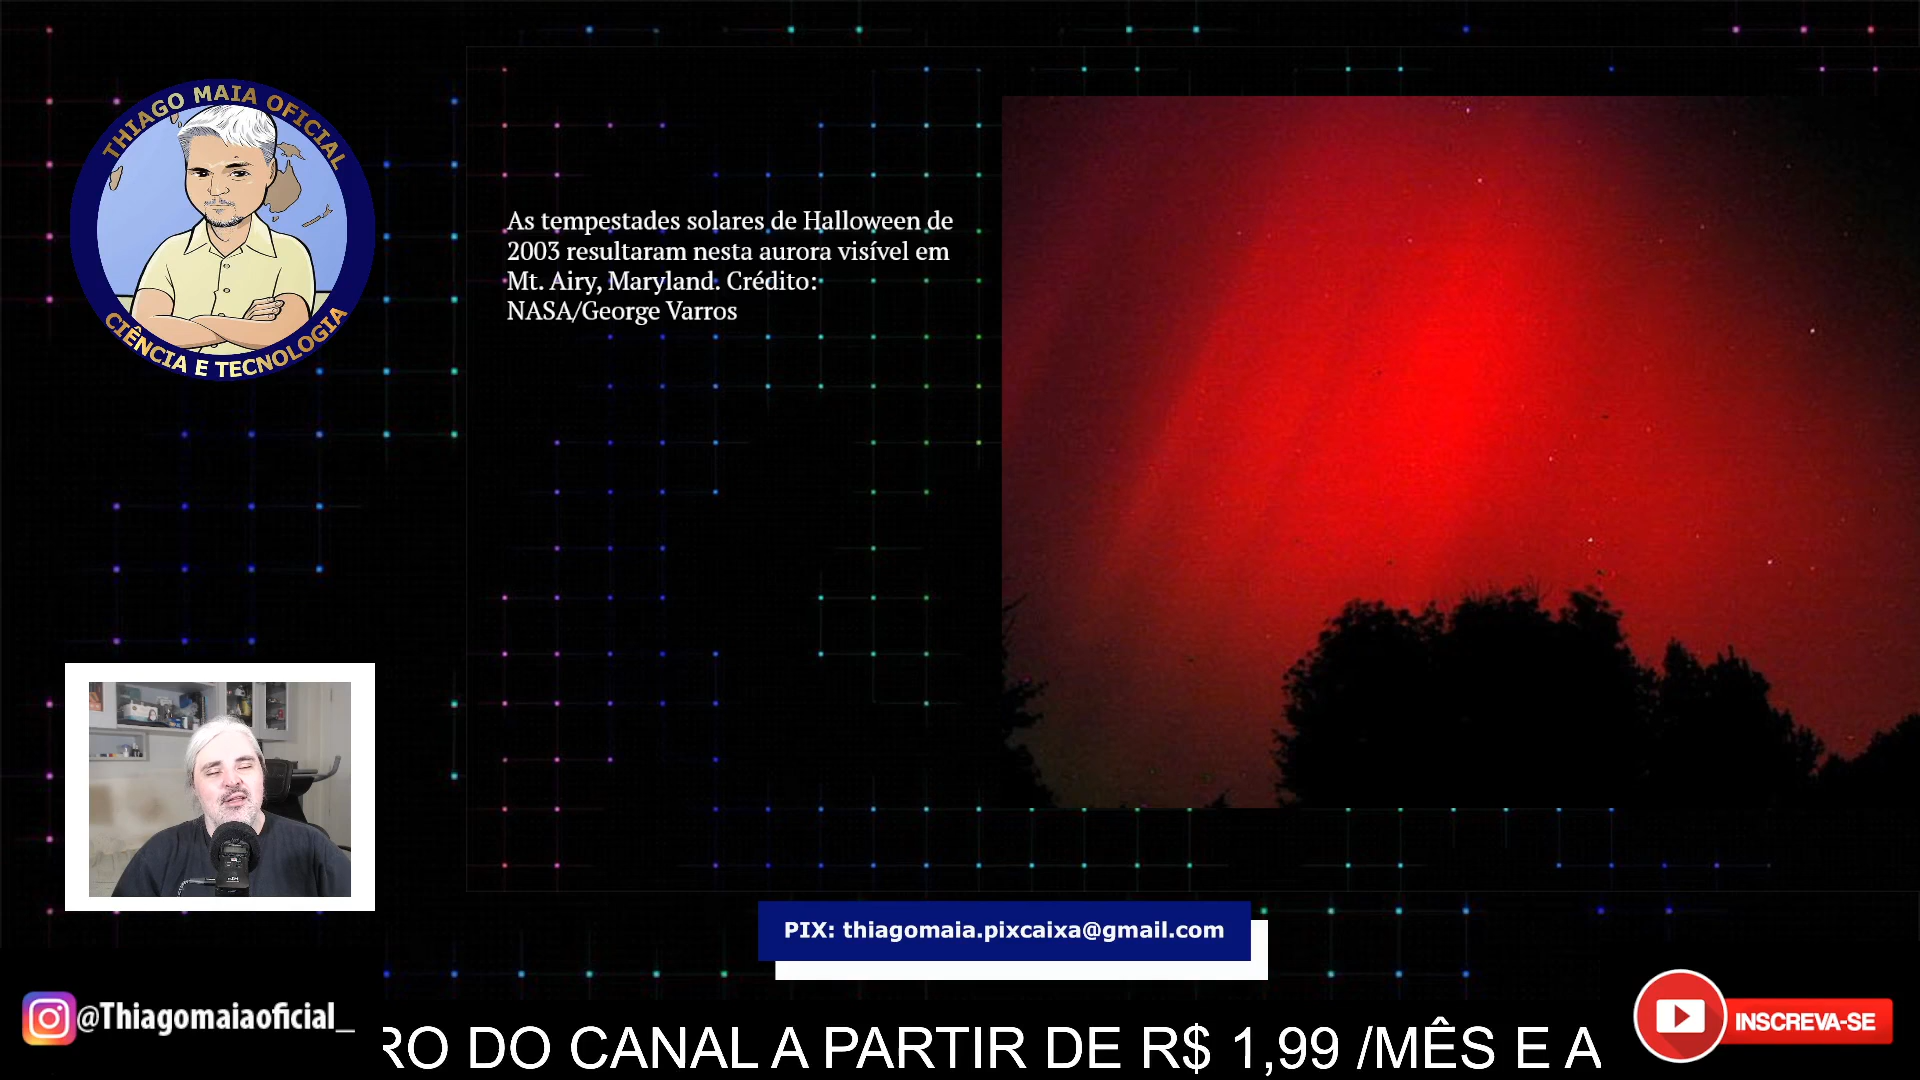 THIAGO MAIA OFICIAL
CIÊNCIA E TECNOLOGIA
As tempestades solares de Halloween de
2003 resultaram nesta aurora visível em
Mt. Airy, Maryland. Crédito:
NASA/George Varros
PIX: thiagomaia.pixcaixa@gmail.com
@Thiagomaiaoficial_
RO DO CANAL A PARTIR DE R$ 1,99 /MÊS E A
INSCREVA-SE